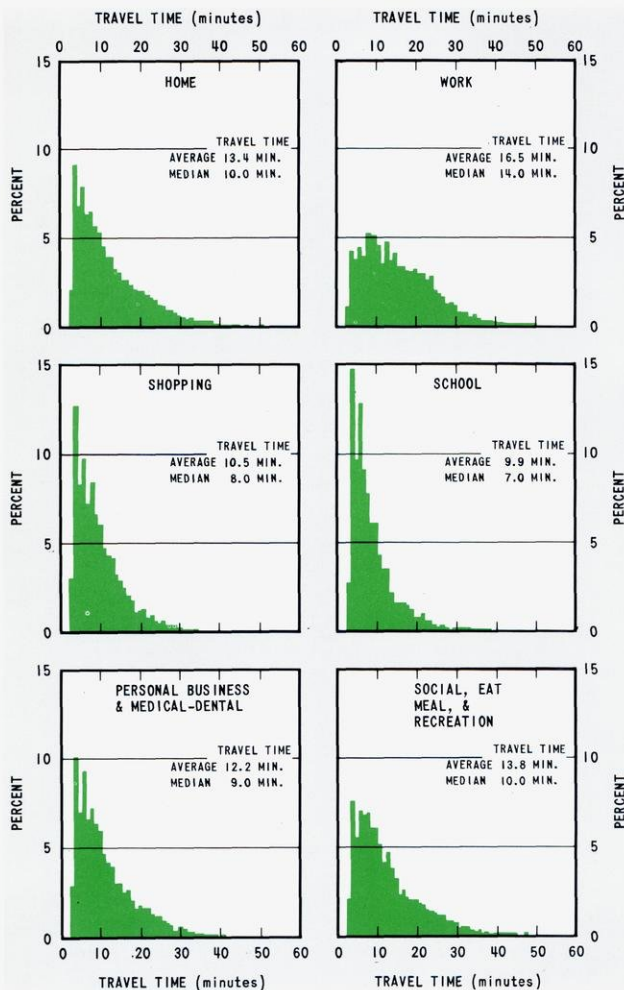 TRAVEL TIME (minutes)
TRAVEL TIME (minutes)
0 10 20 30 40 50 60
0 10 20 30 40 50 60
15
10
5
0
PERCENT
HOME
TRAVEL TIME
AVERAGE 13.4 MIN.
MEDIAN 10.0 MIN.
WORK
TRAVEL TIME
AVERAGE 16.5 MIN.
MEDIAN 14.0 MIN.
15
10
5
0
PERCENT
15
10
5
0
PERCENT
SHOPPING
TRAVEL TIME
AVERAGE 10.5 MIN.
MEDIAN 8.0 MIN.
SCHOOL
TRAVEL TIME
AVERAGE 9.9 MIN.
MEDIAN 7.0 MIN.
15
10
5
0
PERCENT
15
10
5
0
PERCENT
PERSONAL BUSINESS
& MEDICAL-DENTAL
TRAVEL TIME
AVERAGE 12.2 MIN.
MEDIAN 9.0 MIN.
SOCIAL, EAT
MEAL, &
RECREATION
TRAVEL TIME
AVERAGE 13.8 MIN.
MEDIAN 10.0 MIN.
15
10
5
0
PERCENT
0 10 20 30 40 50 60
0 10 20 30 40 50 60
TRAVEL TIME (minutes)
TRAVEL TIME (minutes)